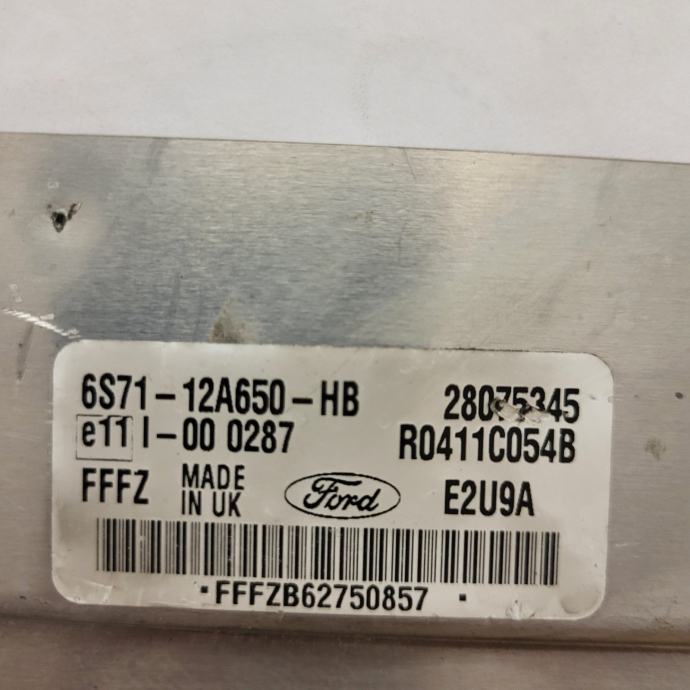 6S71-12A650-HB 28075345
e11 I-00 0287 R0411C054B
FFFZ MADE IN UK Ford E2U9A
FFFZB62750857